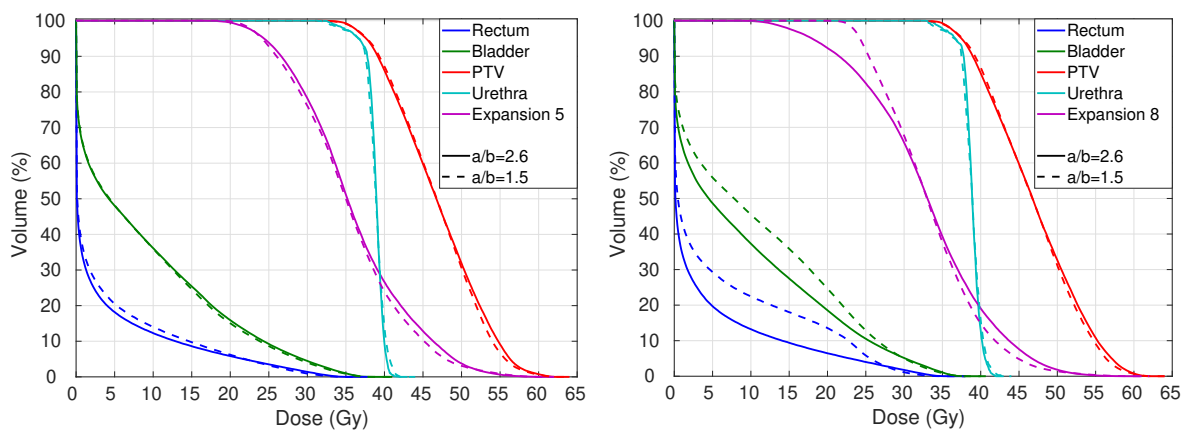 100
90
80
70
60
50
40
30
20
10
0
Volume (%)
0 5 10 15 20 25 30 35 40 45 50 55 60 65
Dose (Gy)
Rectum
Bladder
PTV
Urethra
Expansion 5
a/b=2.6
a/b=1.5
100
90
80
70
60
50
40
30
20
10
0
Volume (%)
0 5 10 15 20 25 30 35 40 45 50 55 60 65
Dose (Gy)
Rectum
Bladder
PTV
Urethra
Expansion 8
a/b=2.6
a/b=1.5